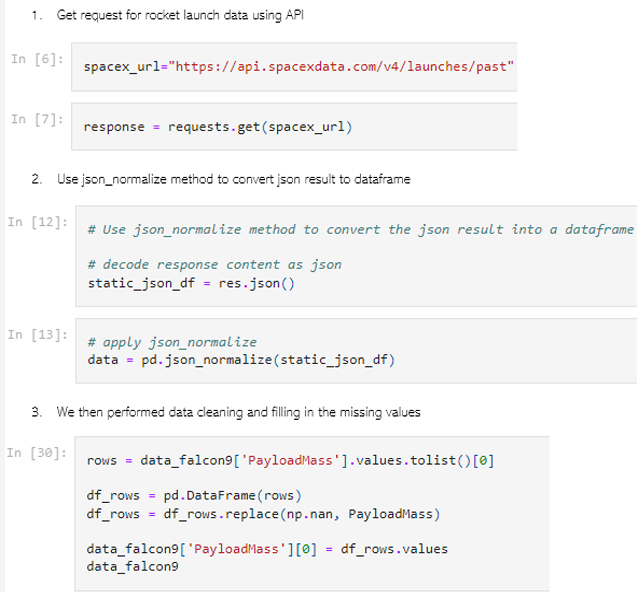 1. Get request for rocket launch data using API
In [6]: spacex_url="https://api.spacexdata.com/v4/launches/past"
In [7]: response = requests.get(spacex_url)
2. Use json_normalize method to convert json result to dataframe
In [12]: # Use json_normalize method to convert the json result into a dataframe
# decode response content as json
static_json_df = res.json()
In [13]: # apply json_normalize
data = pd.json_normalize(static_json_df)
3. We then performed data cleaning and filling in the missing values
In [30]: rows = data_falcon9['PayloadMass'].values.tolist()[0]
df_rows = pd.DataFrame(rows)
df_rows = df_rows.replace(np.nan, PayloadMass)
data_falcon9['PayloadMass'][0] = df_rows.values
data_falcon9